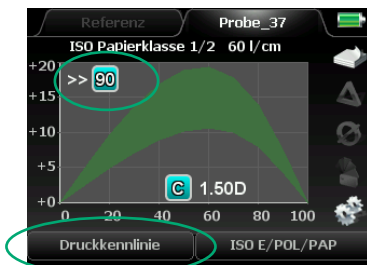 Referenz Probe_37
ISO Papierklasse 1/2 60 l/cm
+20
>> 90
+15
+10
+5
C 1.50D
+0
0 20 40 60 80 100
Druckkennlinie ISO E/POL/PAP